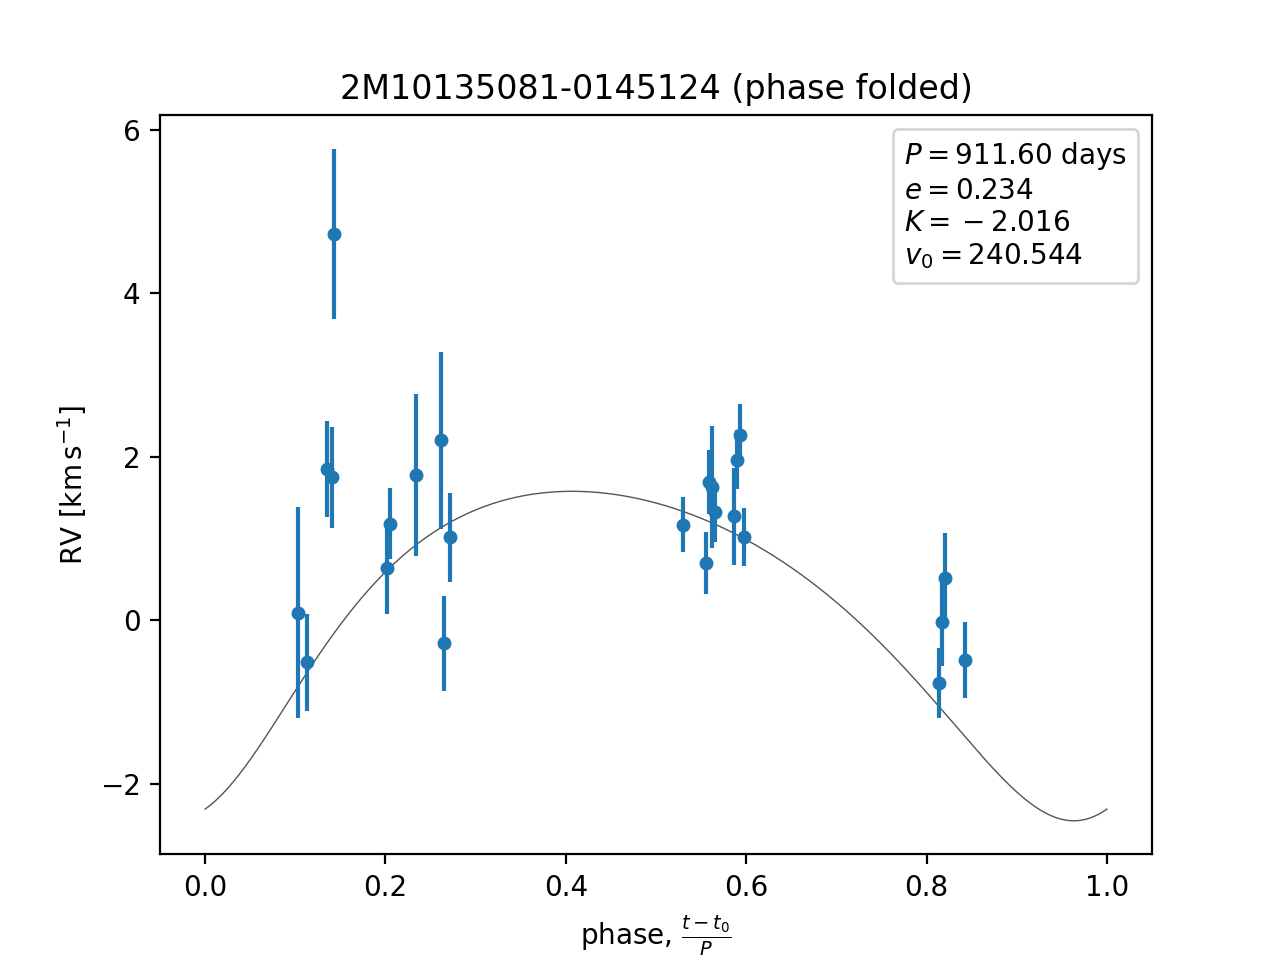 2M10135081-0145124 (phase folded)
P = 911.60 days
e = 0.234
K = −2.016
v₀ = 240.544
RV [km s⁻¹]
6
4
2
0
−2
0.0 0.2 0.4 0.6 0.8 1.0
phase, (t − t₀)/P